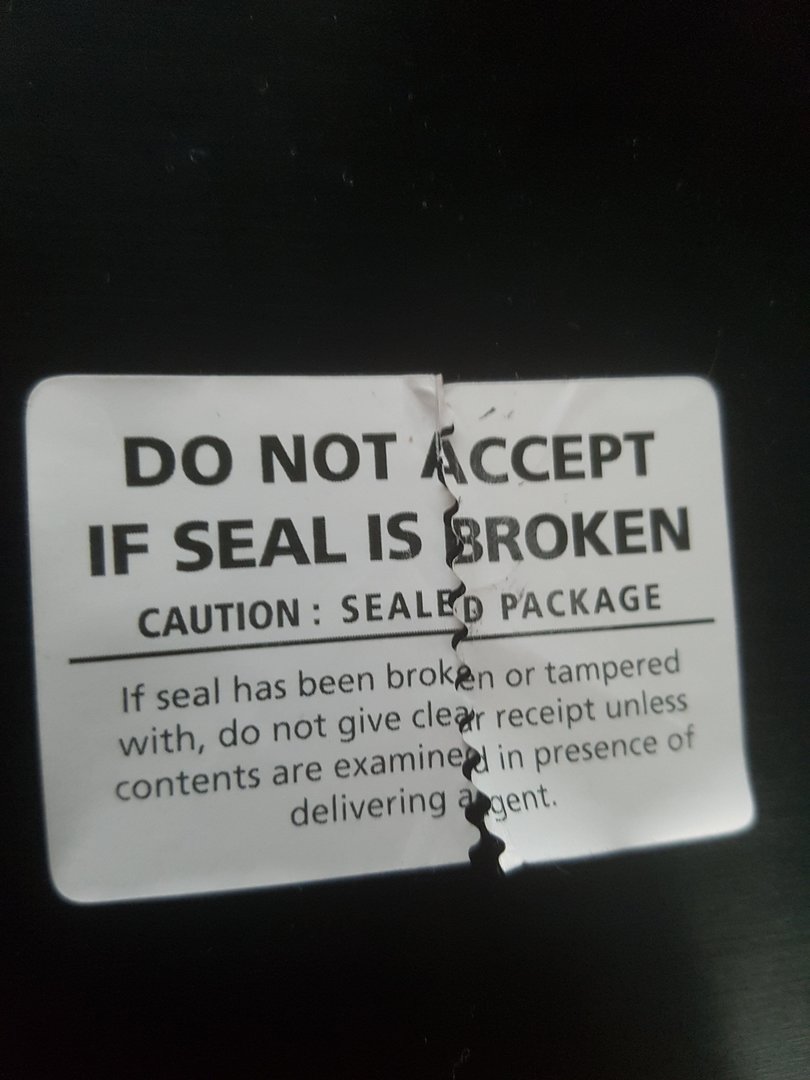 DO NOT ACCEPT
IF SEAL IS BROKEN
CAUTION : SEALED PACKAGE
If seal has been broken or tampered
with, do not give clear receipt unless
contents are examined in presence of
delivering agent.